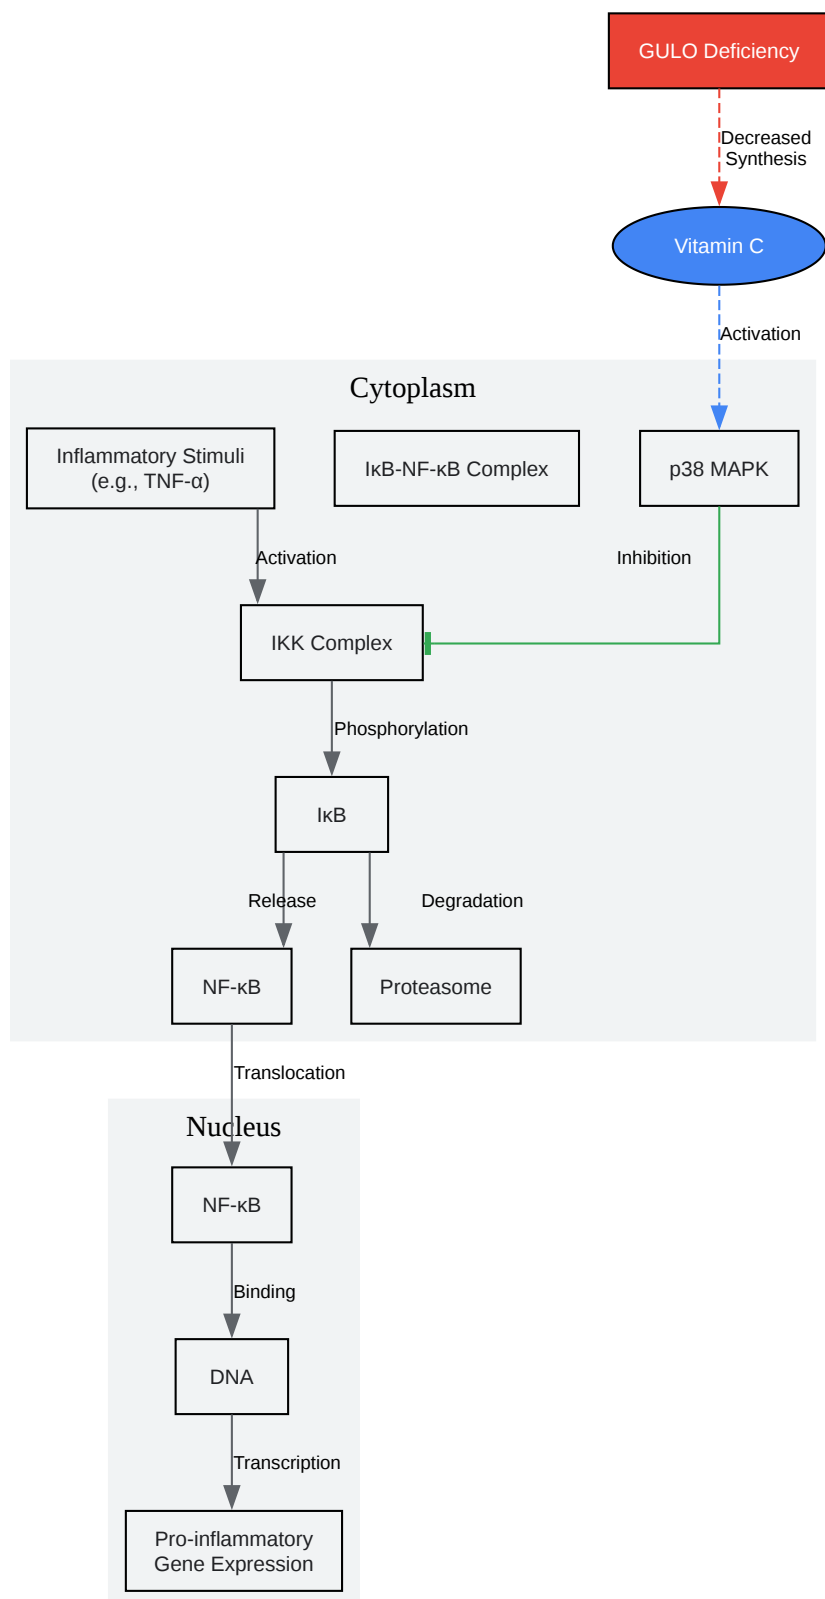 GULO Deficiency
Decreased
Synthesis
Vitamin C
Activation
Cytoplasm
Inflammatory Stimuli
(e.g., TNF-α)
IκB-NF-κB Complex
p38 MAPK
Activation
Inhibition
IKK Complex
Phosphorylation
IκB
Release
Degradation
NF-κB
Proteasome
Translocation
Nucleus
NF-κB
Binding
DNA
Transcription
Pro-inflammatory
Gene Expression